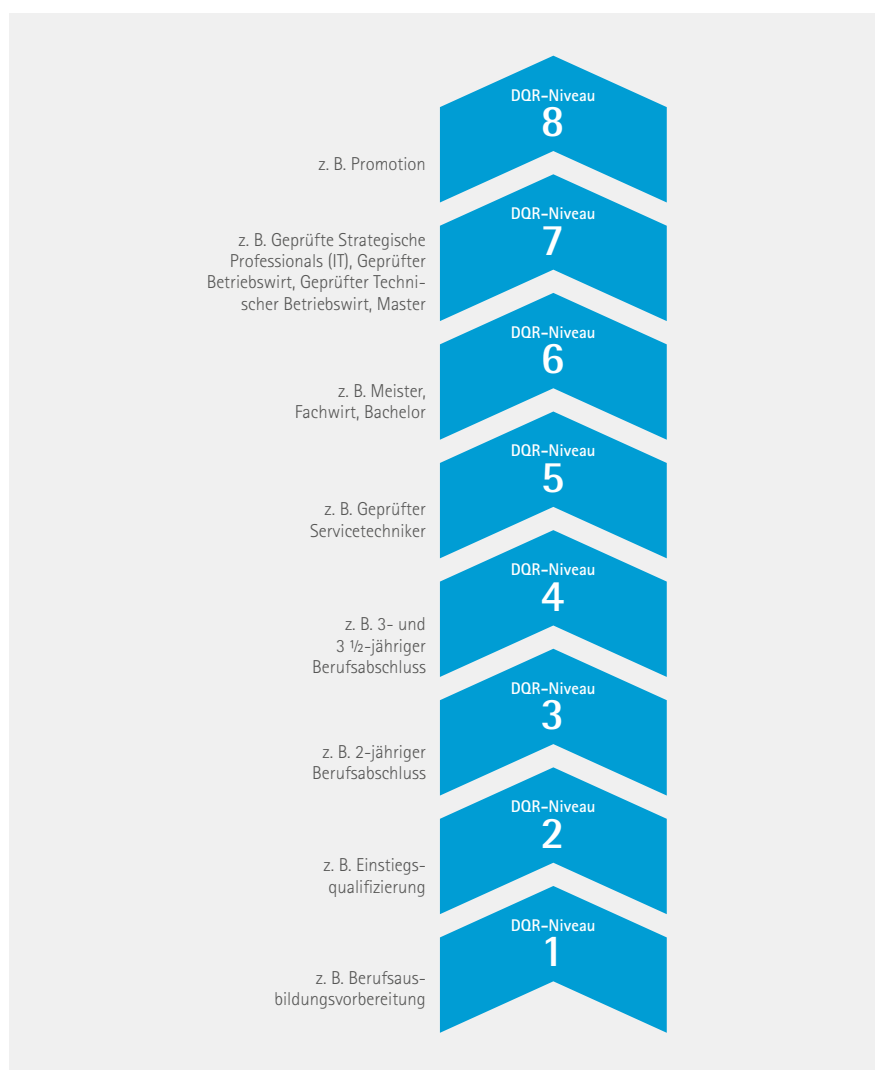 DQR-Niveau
8
z. B. Promotion
DQR-Niveau
7
z. B. Geprüfte Strategische
Professionals (IT), Geprüfter
Betriebswirt, Geprüfter Techni-
scher Betriebswirt, Master
DQR-Niveau
6
z. B. Meister,
Fachwirt, Bachelor
DQR-Niveau
5
z. B. Geprüfter
Servicetechniker
DQR-Niveau
4
z. B. 3- und
3 ½-jähriger
Berufsabschluss
DQR-Niveau
3
z. B. 2-jähriger
Berufsabschluss
DQR-Niveau
2
z. B. Einstiegs-
qualifizierung
DQR-Niveau
1
z. B. Berufsaus-
bildungsvorbereitung